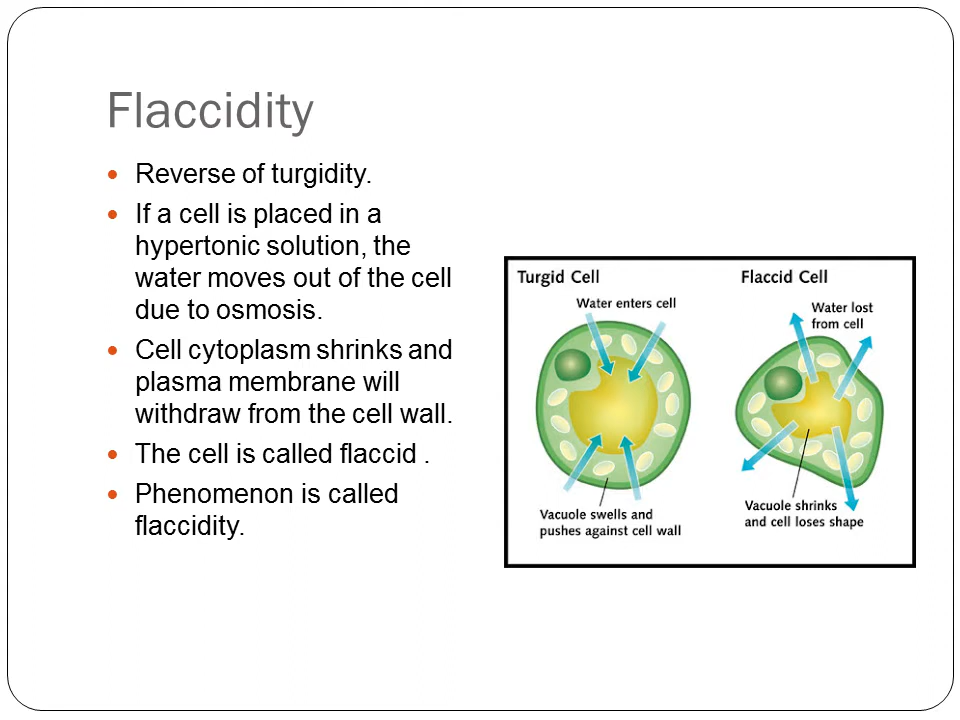 Flaccidity
• Reverse of turgidity.
• If a cell is placed in a
hypertonic solution, the
water moves out of the cell
due to osmosis.
• Cell cytoplasm shrinks and
plasma membrane will
withdraw from the cell wall.
• The cell is called flaccid .
• Phenomenon is called
flaccidity.
Turgid Cell
Water enters cell
Vacuole swells and
pushes against cell wall
Flaccid Cell
Water lost
from cell
Vacuole shrinks
and cell loses shape